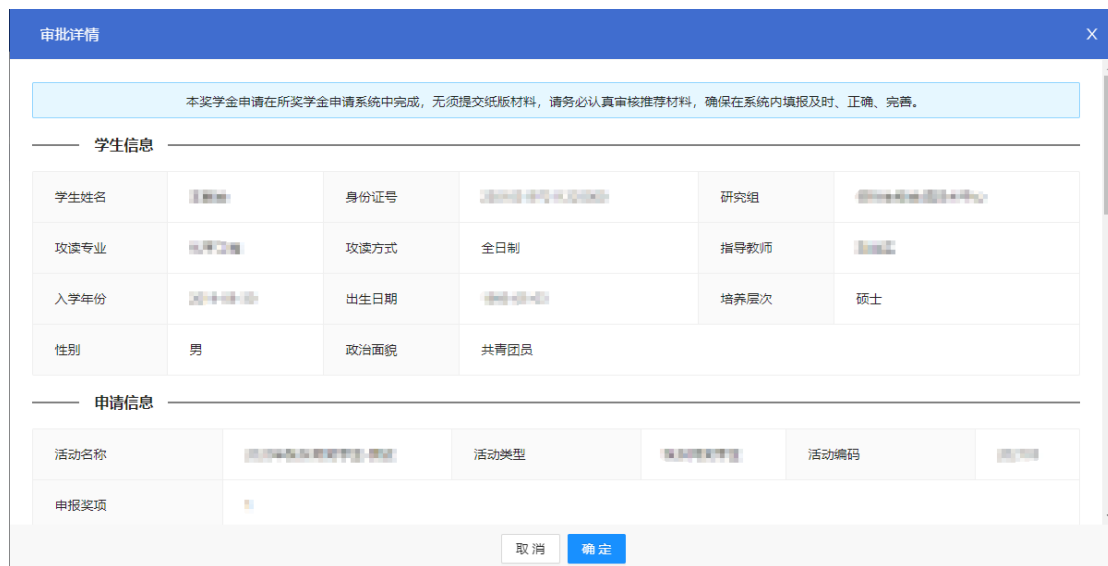 审批详情 X
本奖学金申请在所奖学金申请系统中完成，无须提交纸版材料，请务必认真审核推荐材料，确保在系统内填报及时、正确、完善。
学生信息
学生姓名 身份证号 研究组
攻读专业 攻读方式 全日制 指导教师
入学年份 出生日期 培养层次 硕士
性别 男 政治面貌 共青团员
申请信息
活动名称 活动类型 活动编码
申报奖项
取消 确定